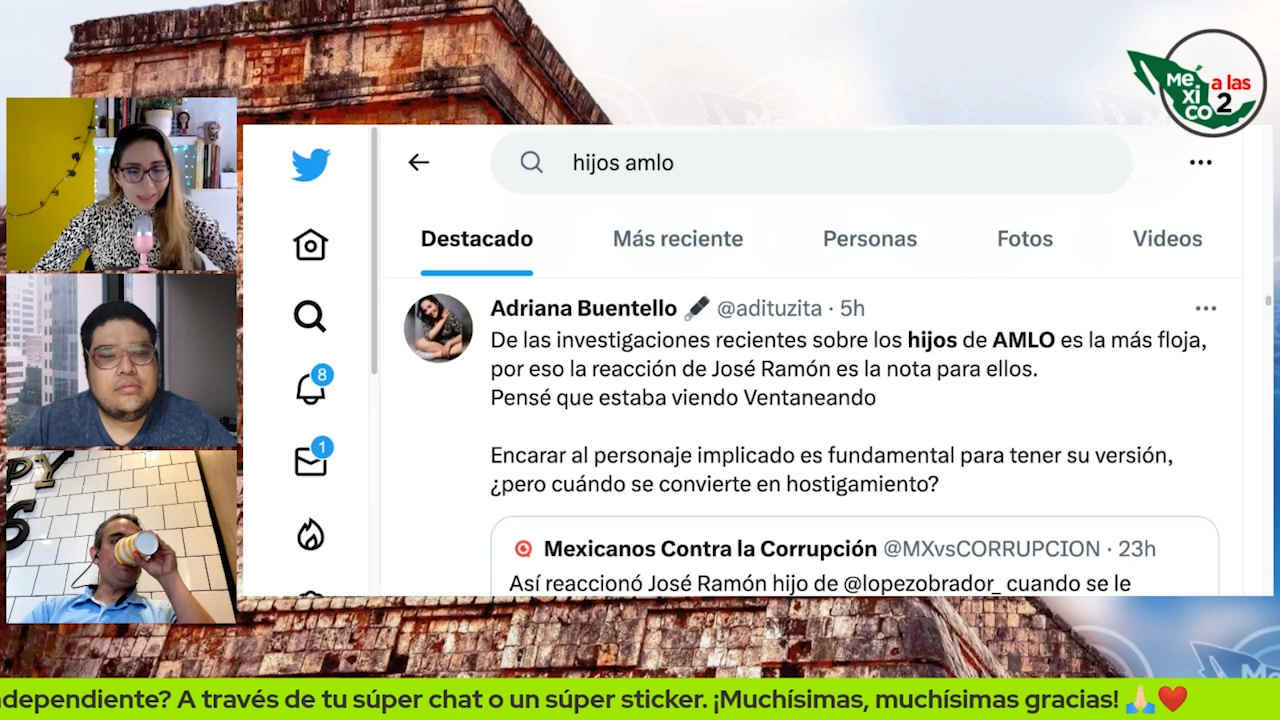 México
a las
2
hijos amlo
Destacado Más reciente Personas Fotos Videos
Adriana Buentello @adituzita · 5h
De las investigaciones recientes sobre los hijos de AMLO es la más floja,
por eso la reacción de José Ramón es la nota para ellos.
Pensé que estaba viendo Ventaneando
Encarar al personaje implicado es fundamental para tener su versión,
¿pero cuándo se convierte en hostigamiento?
Mexicanos Contra la Corrupción @MXvsCORRUPCION · 23h
Así reaccionó José Ramón hijo de @lopezobrador_ cuando se le
8
1
PY
6
ndependiente? A través de tu súper chat o un súper sticker. ¡Muchísimas, muchísimas gracias! 🙏🏻❤️